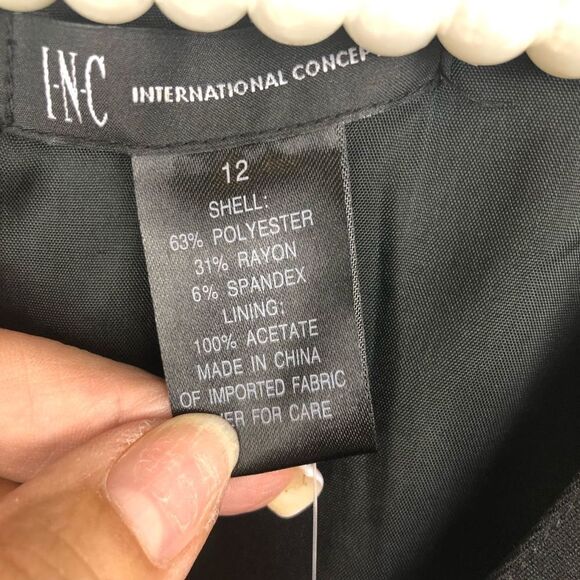 I·N·C
INTERNATIONAL
12
SHELL:
63% POLYESTER
31% RAYON
6% SPANDEX
LINING:
100% ACETATE
MADE IN CHINA
OF IMPORTED FABRIC
FOR CARE